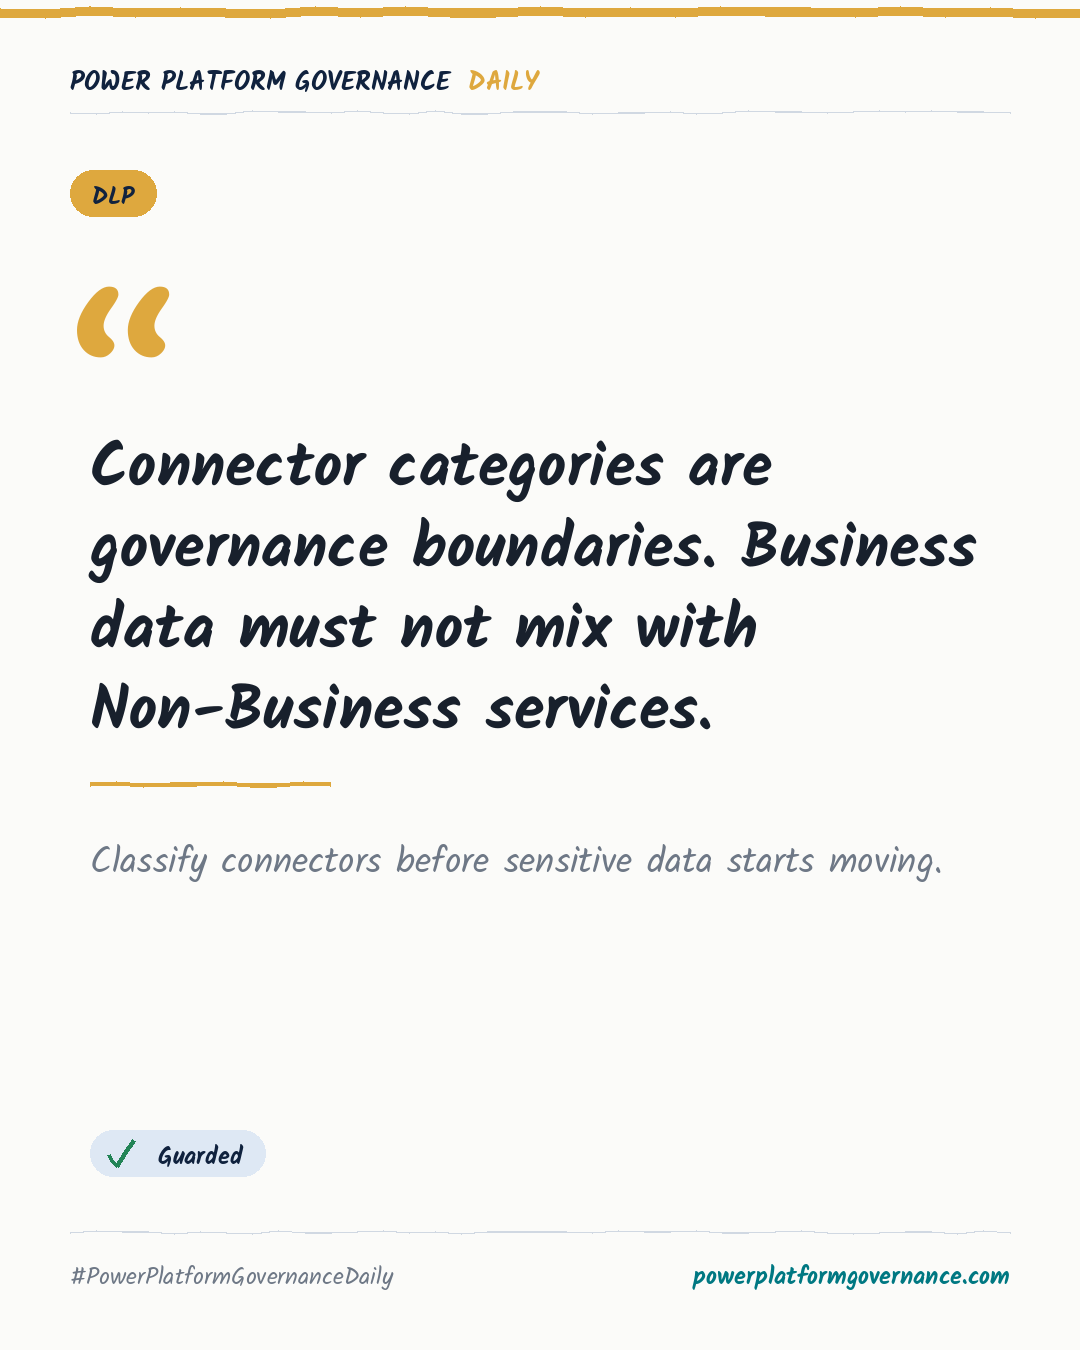 POWER PLATFORM GOVERNANCE DAILY
DLP
“
Connector categories are
governance boundaries. Business
data must not mix with
Non-Business services.
Classify connectors before sensitive data starts moving.
Guarded
#PowerPlatformGovernanceDaily
powerplatformgovernance.com